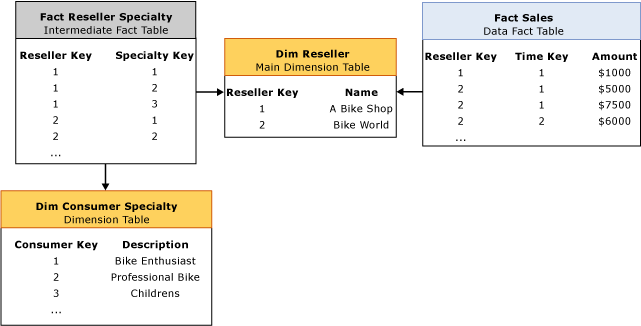 Fact Reseller Specialty
Intermediate Fact Table
Reseller Key Specialty Key
1 1
1 2
1 3
2 1
2 2
...
Dim Reseller
Main Dimension Table
Reseller Key Name
1 A Bike Shop
2 Bike World
Fact Sales
Data Fact Table
Reseller Key Time Key Amount
1 1 $1000
2 1 $5000
2 1 $7500
2 2 $6000
...
Dim Consumer Specialty
Dimension Table
Consumer Key Description
1 Bike Enthusiast
2 Professional Bike
3 Childrens
...